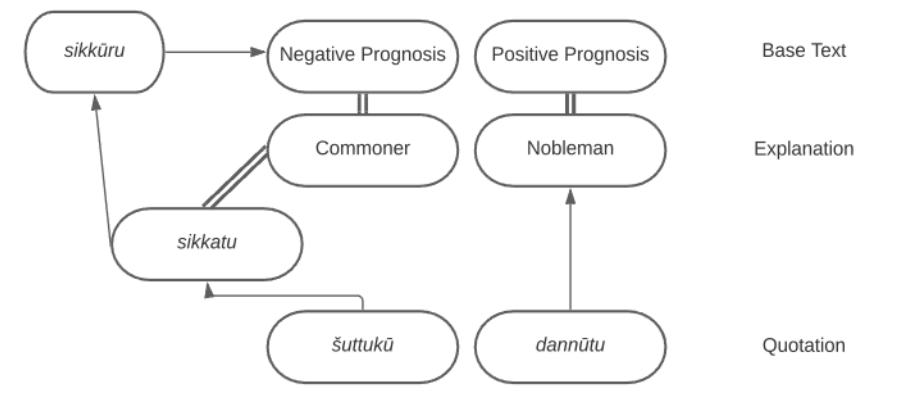 sikkūru
Negative Prognosis
Positive Prognosis
Base Text
Commoner
Nobleman
Explanation
sikkatu
šuttukū
dannūtu
Quotation